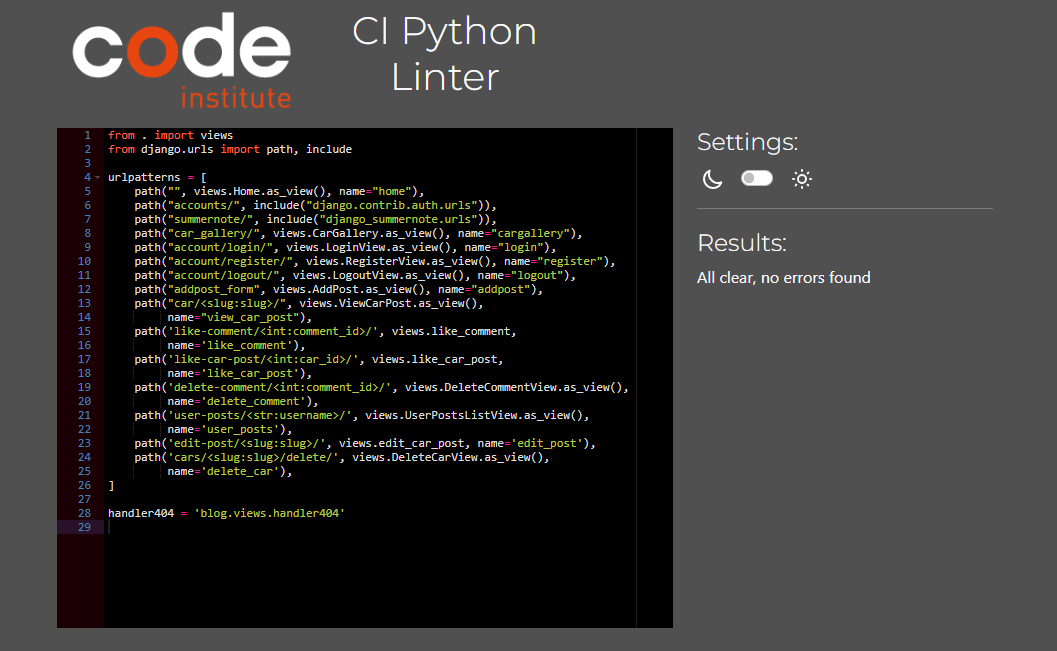 code
institute
CI Python
Linter
1 from . import views
2 from django.urls import path, include
3
4 urlpatterns = [
5     path("", views.Home.as_view(), name="home"),
6     path("accounts/", include("django.contrib.auth.urls")),
7     path("summernote/", include("django_summernote.urls")),
8     path("car_gallery/", views.CarGallery.as_view(), name="cargallery"),
9     path("account/login/", views.LoginView.as_view(), name="login"),
10     path("account/register/", views.RegisterView.as_view(), name="register"),
11     path("account/logout/", views.LogoutView.as_view(), name="logout"),
12     path("addpost_form", views.AddPost.as_view(), name="addpost"),
13     path("car/<slug:slug>/", views.ViewCarPost.as_view(),
14          name="view_car_post"),
15     path('like-comment/<int:comment_id>/', views.like_comment,
16          name='like_comment'),
17     path('like-car-post/<int:car_id>/', views.like_car_post,
18          name='like_car_post'),
19     path('delete-comment/<int:comment_id>/', views.DeleteCommentView.as_view(),
20          name='delete_comment'),
21     path('user-posts/<str:username>/', views.UserPostsListView.as_view(),
22          name='user_posts'),
23     path('edit-post/<slug:slug>/', views.edit_car_post, name='edit_post'),
24     path('cars/<slug:slug>/delete/', views.DeleteCarView.as_view(),
25          name='delete_car'),
26 ]
27
28 handler404 = 'blog.views.handler404'
29
Settings:
Results:
All clear, no errors found